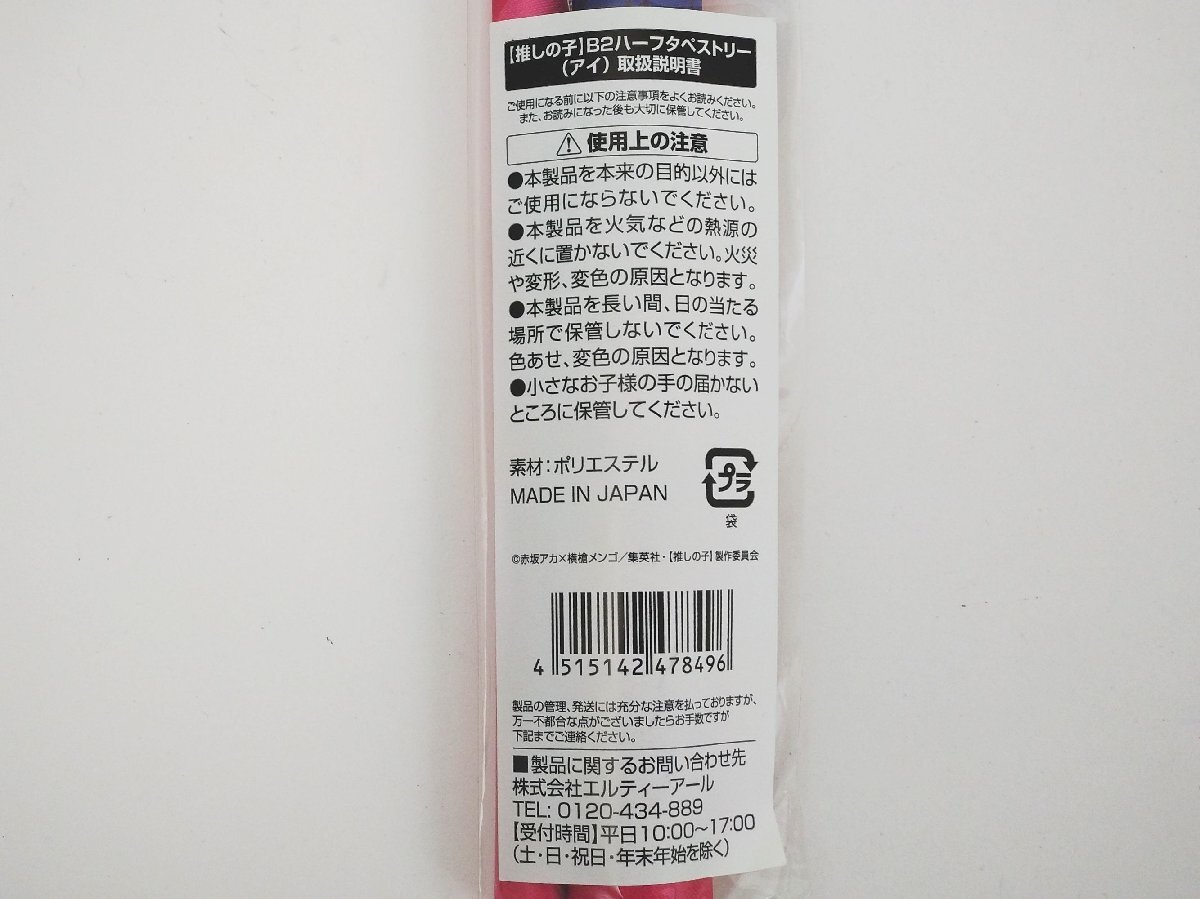 【推しの子】B2ハーフタペストリー
(アイ) 取扱説明書
ご使用になる前に以下の注意事項をよくお読みください。
また、お読みになった後も大切に保管してください。
使用上の注意
●本製品を本来の目的以外には
ご使用にならないでください。
●本製品を火気などの熱源の
近くに置かないでください。火災
や変形、変色の原因となります。
●本製品を長い間、日の当たる
場所で保管しないでください。
色あせ、変色の原因となります。
●小さなお子様の手の届かない
ところに保管してください。
素材:ポリエステル
MADE IN JAPAN
プラ
袋
©赤坂アカ×横槍メンゴ/集英社・【推しの子】製作委員会
4 515142 478496
製品の管理、発送には充分な注意を払っておりますが、
万一不都合な点がございましたらお手数ですが
下記までご連絡ください。
■製品に関するお問い合わせ先
株式会社エルティーアール
TEL: 0120-434-889
【受付時間】平日10:00~17:00
(土・日・祝日・年末年始を除く)